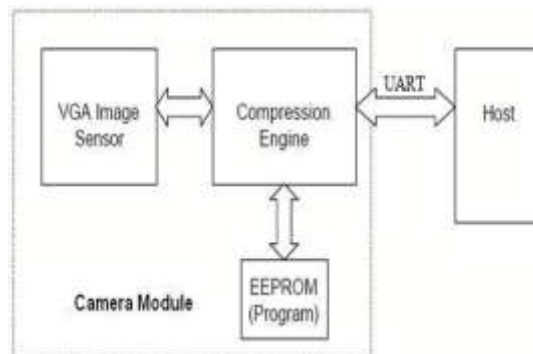 VGA Image
Sensor
Compression
Engine
UART
Host
EEPROM
(Program)
Camera Module